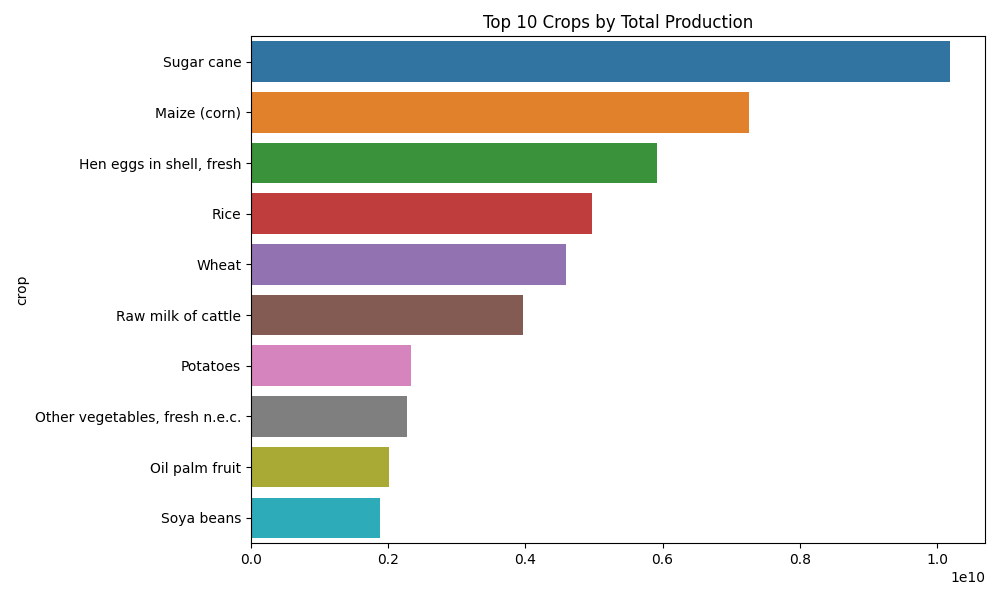 Top 10 Crops by Total Production
crop
Sugar cane
Maize (corn)
Hen eggs in shell, fresh
Rice
Wheat
Raw milk of cattle
Potatoes
Other vegetables, fresh n.e.c.
Oil palm fruit
Soya beans
0.0 0.2 0.4 0.6 0.8 1.0
1e10